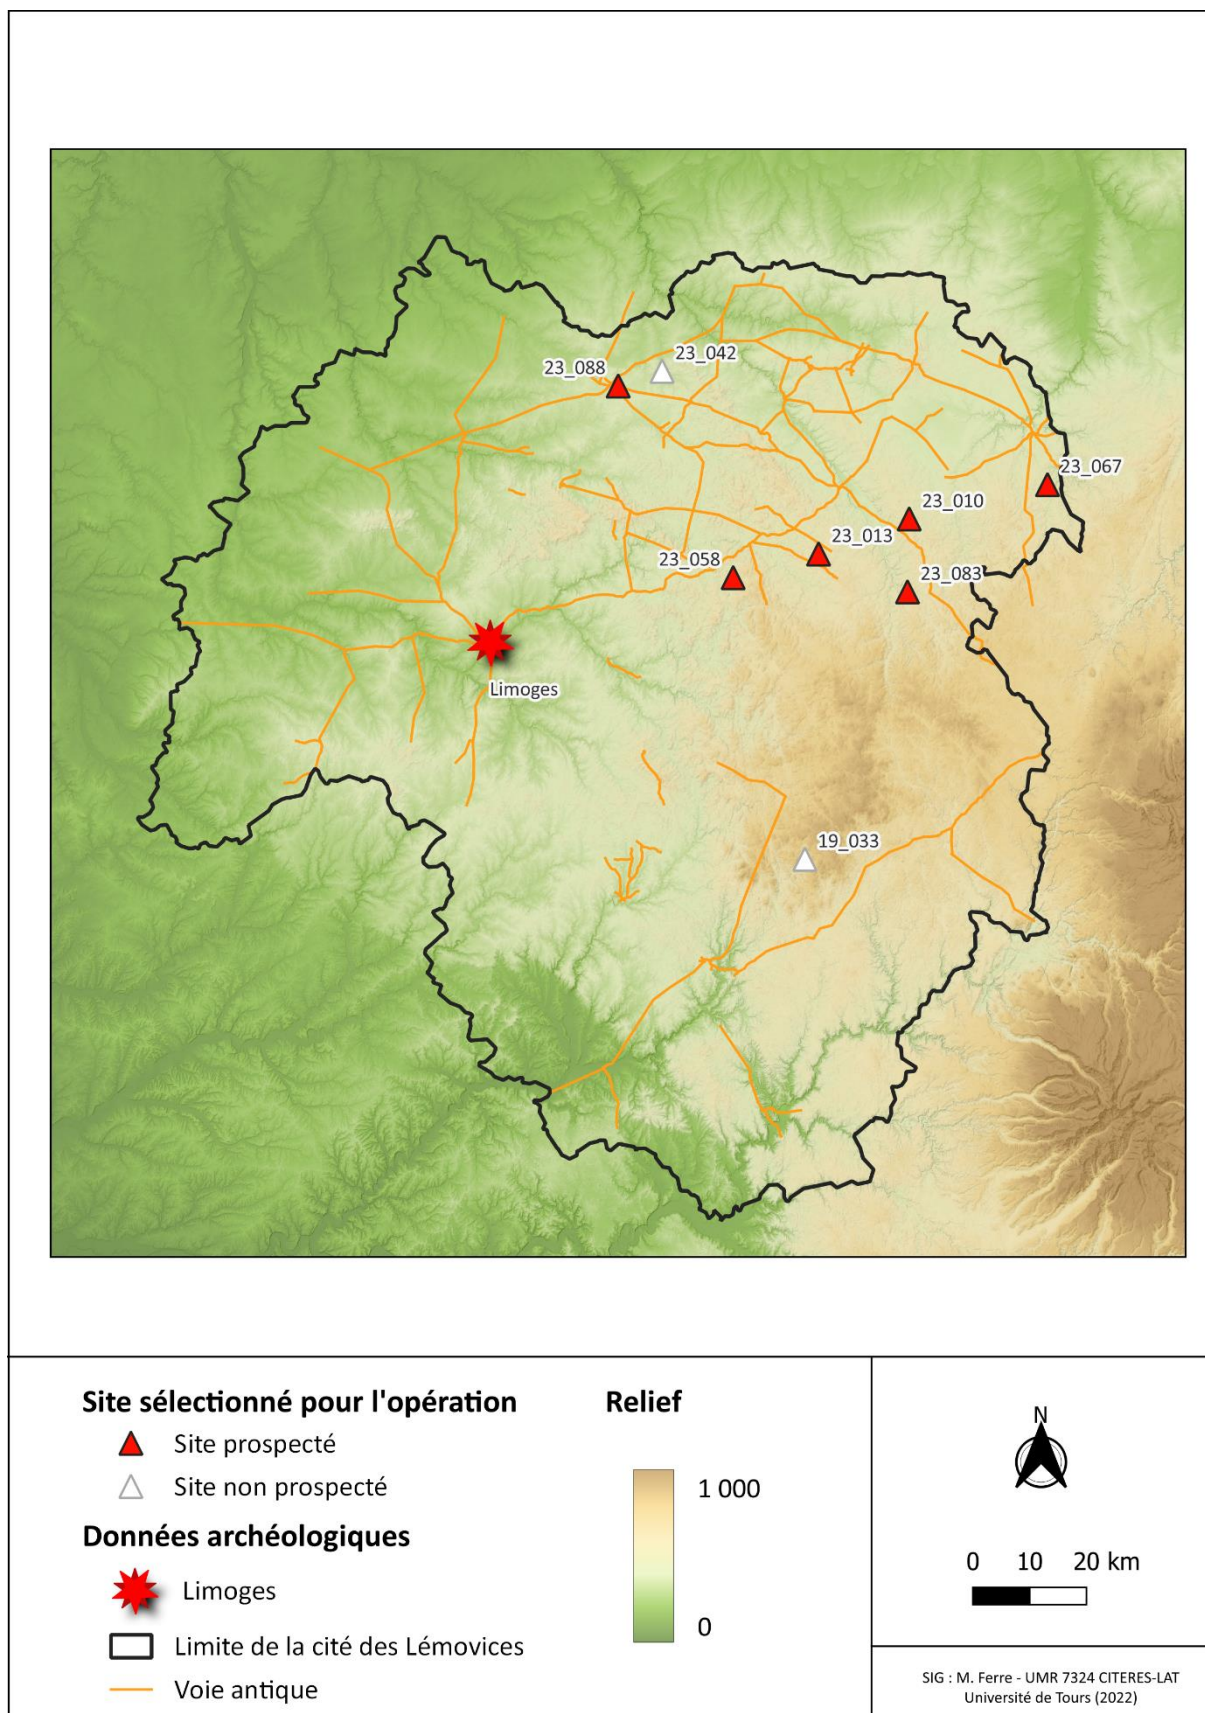 23_042
23_088
23_067
23_010
23_013
23_058
23_083
Limoges
19_033
Site sélectionné pour l'opération
Site prospecté
Site non prospecté
Données archéologiques
Limoges
Limite de la cité des Lémovices
Voie antique
Relief
1 000
0
N
0 10 20 km
SIG : M. Ferre - UMR 7324 CITERES-LAT
Université de Tours (2022)